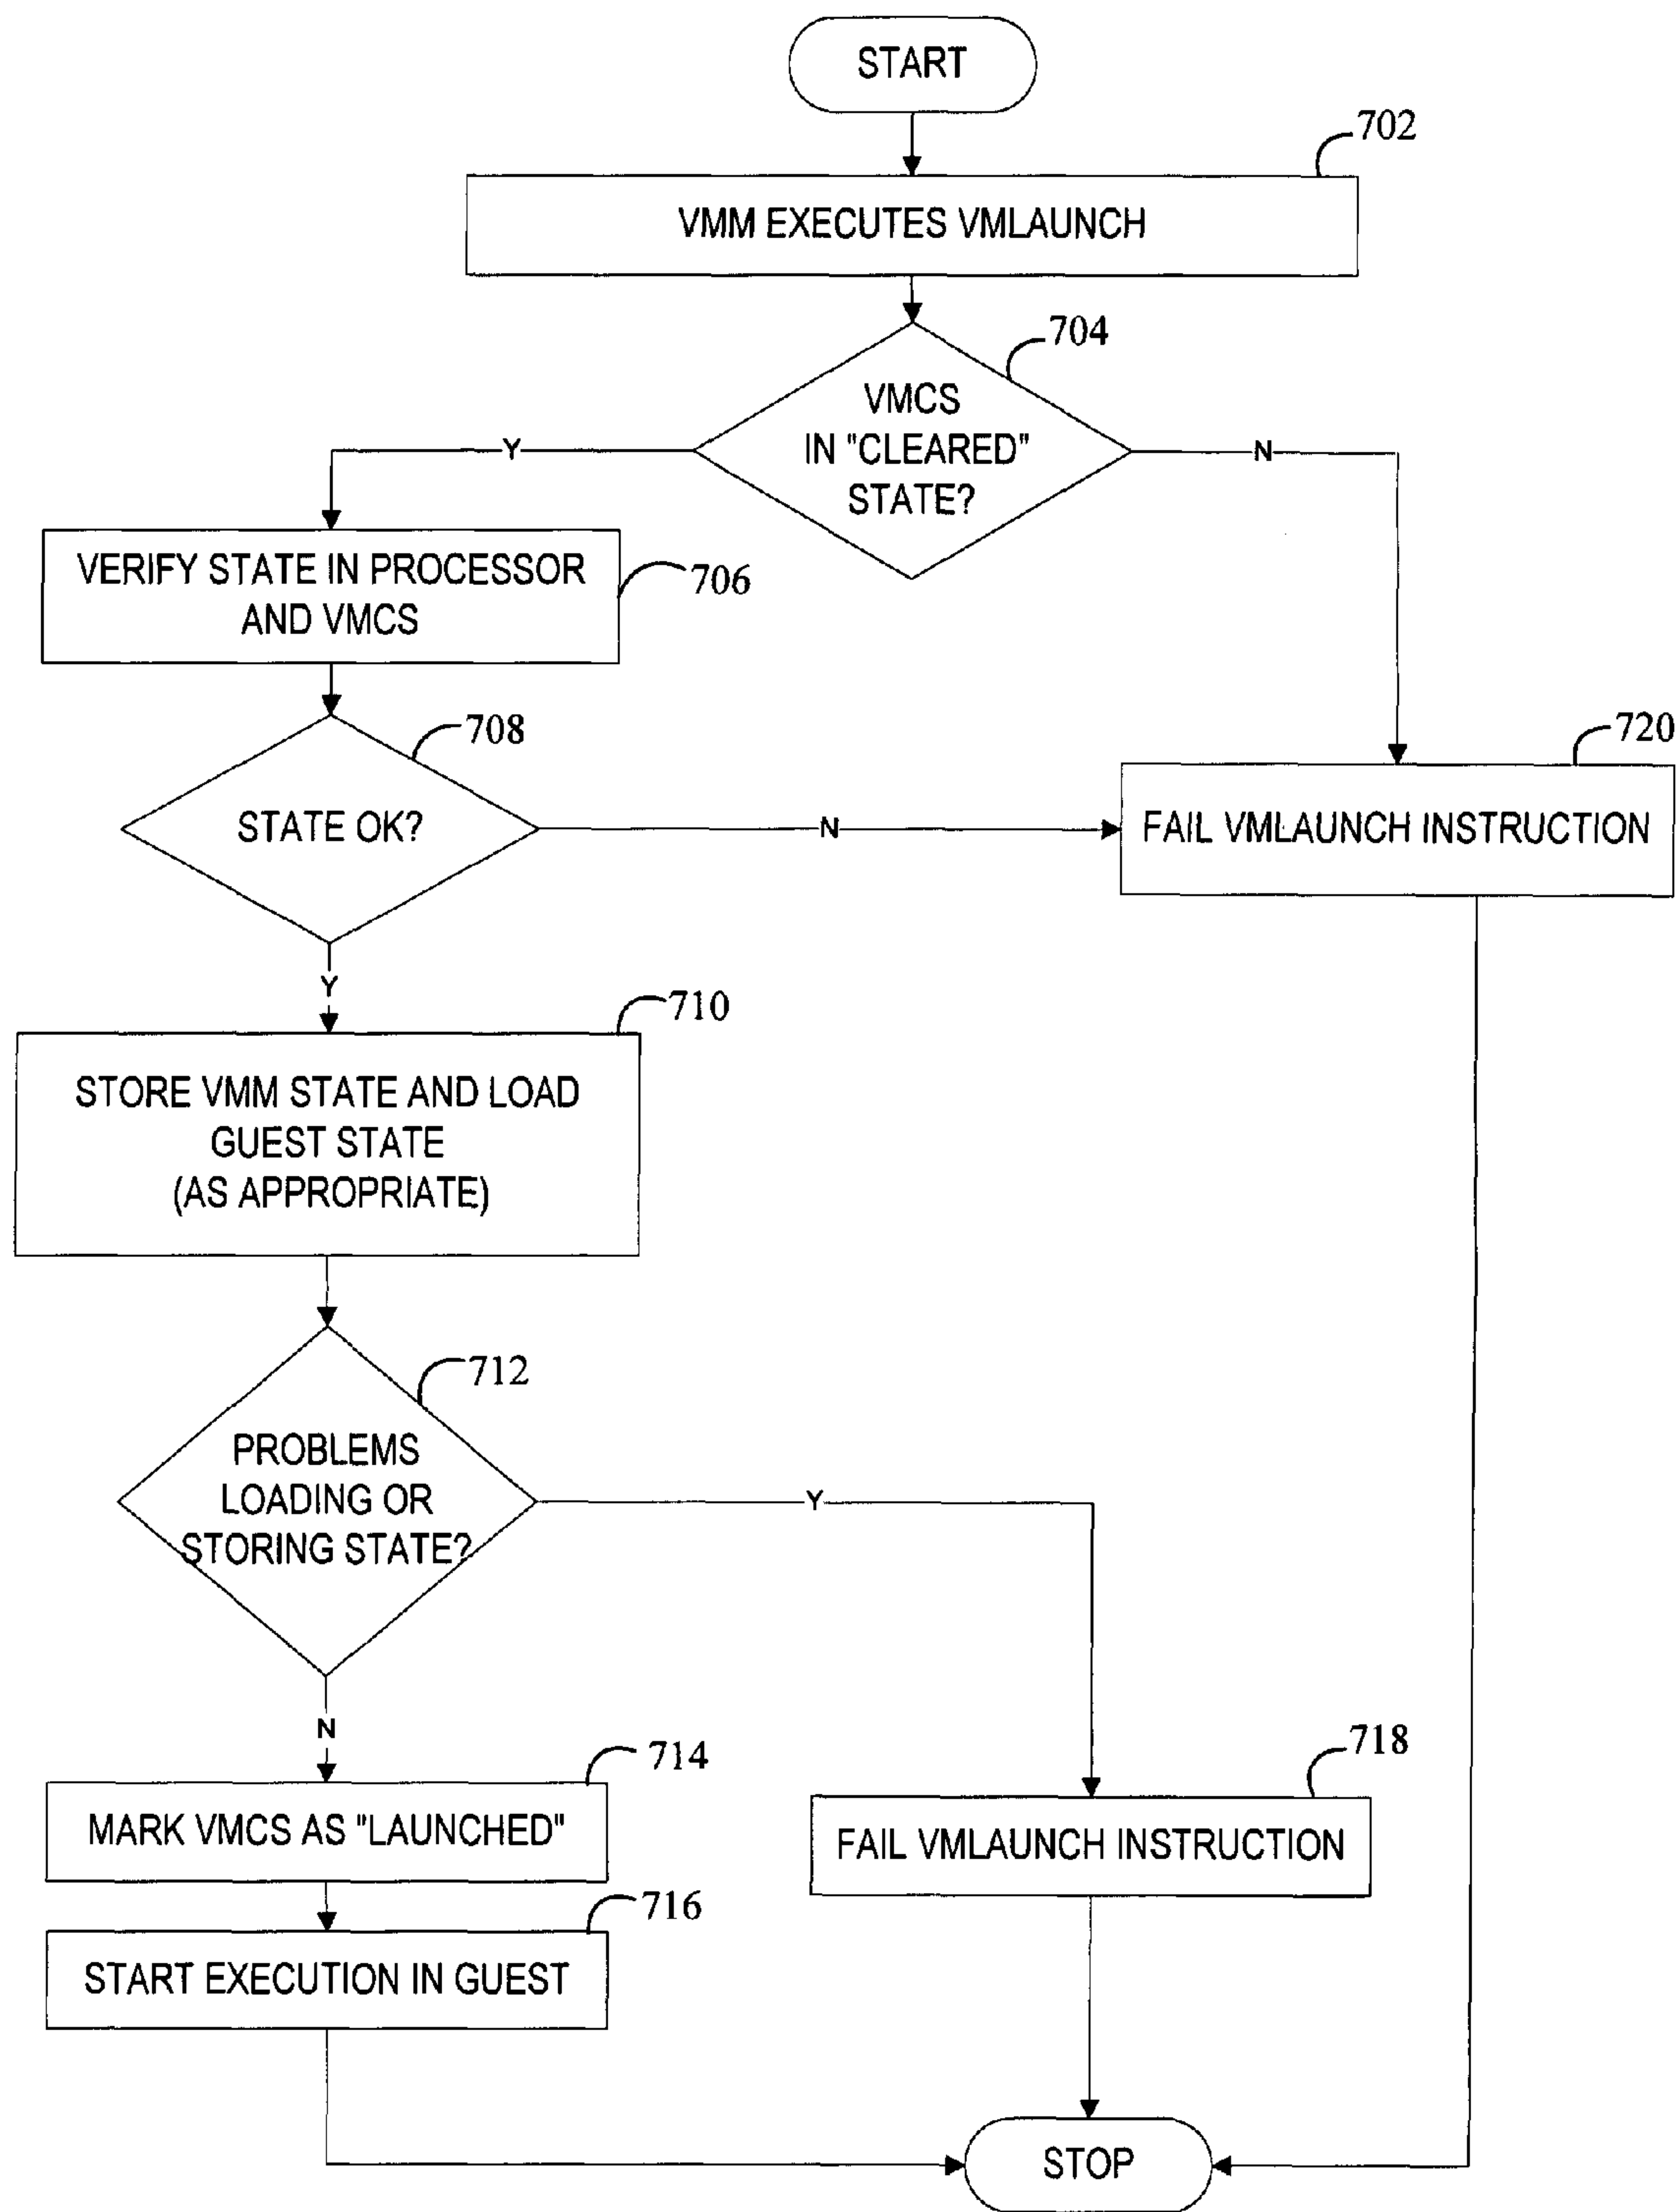 START
702
VMM EXECUTES VMLAUNCH
704
VMCS
IN "CLEARED"
STATE?
Y
N
VERIFY STATE IN PROCESSOR
AND VMCS
706
708
STATE OK?
N
720
FAIL VMLAUNCH INSTRUCTION
Y
710
STORE VMM STATE AND LOAD
GUEST STATE
(AS APPROPRIATE)
712
PROBLEMS
LOADING OR
STORING STATE?
Y
N
714
MARK VMCS AS "LAUNCHED"
718
FAIL VMLAUNCH INSTRUCTION
716
START EXECUTION IN GUEST
STOP